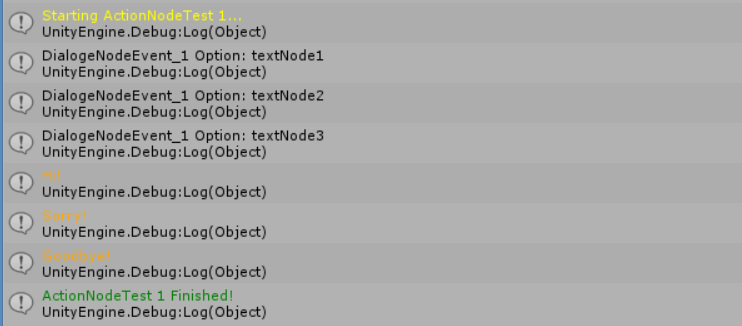 Starting ActionNodeTest 1...
UnityEngine.Debug:Log(Object)
DialogeNodeEvent_1 Option: textNode1
UnityEngine.Debug:Log(Object)
DialogeNodeEvent_1 Option: textNode2
UnityEngine.Debug:Log(Object)
DialogeNodeEvent_1 Option: textNode3
UnityEngine.Debug:Log(Object)
Hi!
UnityEngine.Debug:Log(Object)
Sorry!
UnityEngine.Debug:Log(Object)
Goodbye!
UnityEngine.Debug:Log(Object)
ActionNodeTest 1 Finished!
UnityEngine.Debug:Log(Object)